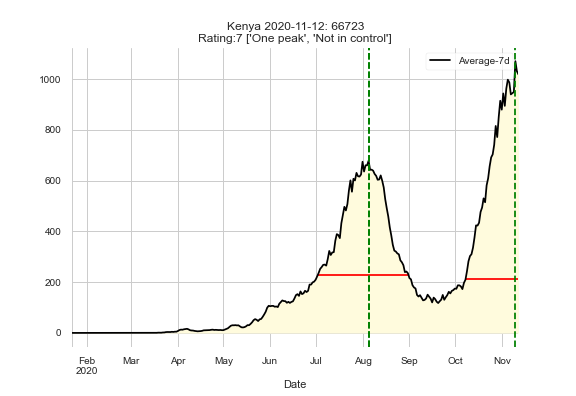 Kenya 2020-11-12: 66723
Rating:7 ['One peak', 'Not in control']
Average-7d
1000
800
600
400
200
0
Feb Mar Apr May Jun Jul Aug Sep Oct Nov
2020
Date